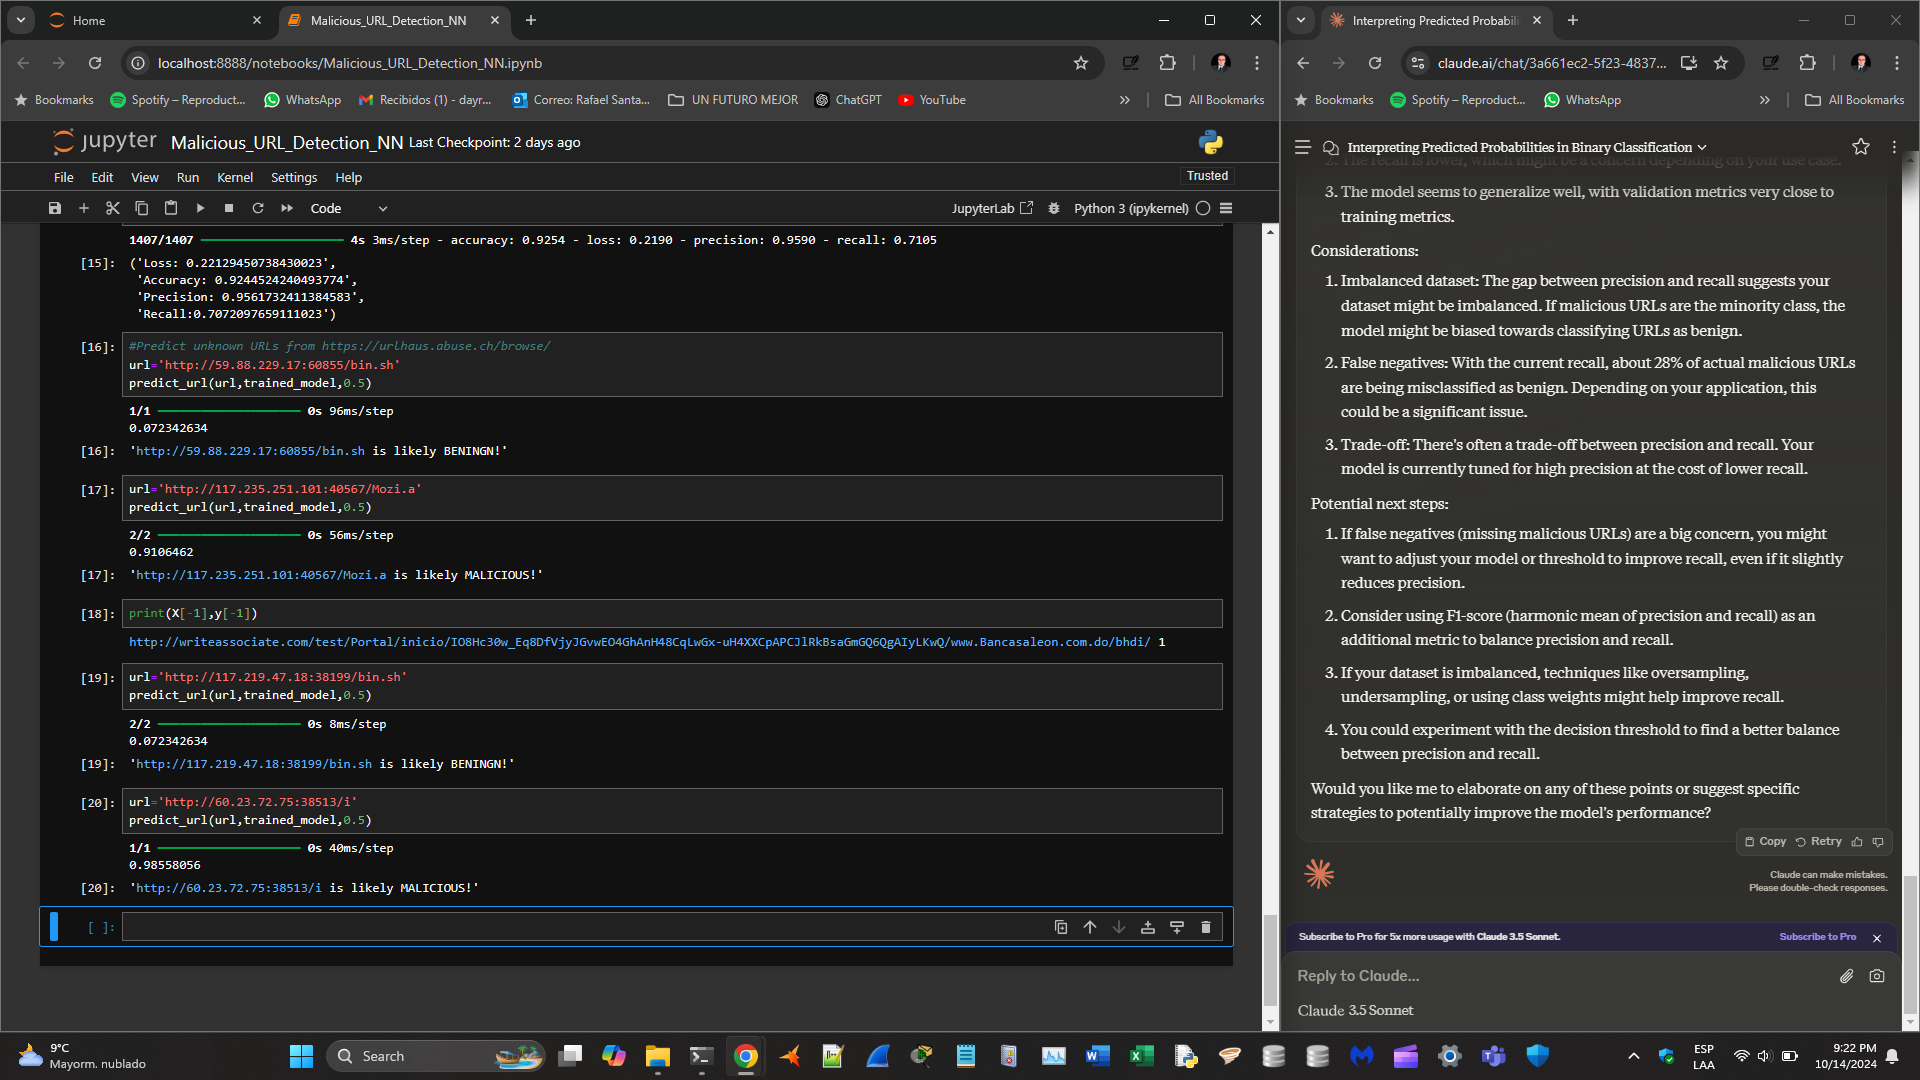 Home
Malicious_URL_Detection_NN
localhost:8888/notebooks/Malicious_URL_Detection_NN.ipynb
Bookmarks
Spotify – Reproduct...
WhatsApp
Recibidos (1) - dayr...
Correo: Rafael Santa...
UN FUTURO MEJOR
ChatGPT
YouTube
All Bookmarks
jupyter Malicious_URL_Detection_NN Last Checkpoint: 2 days ago
File Edit View Run Kernel Settings Help
Trusted
Code
JupyterLab
Python 3 (ipykernel)
1407/1407 4s 3ms/step - accuracy: 0.9254 - loss: 0.2190 - precision: 0.9590 - recall: 0.7105
[15]: ('Loss: 0.22129450738430023',
'Accuracy: 0.9244524240493774',
'Precision: 0.9561732411384583',
'Recall:0.7072097659111023')
[16]: #Predict unknown URLs from https://urlhaus.abuse.ch/browse/
url='http://59.88.229.17:60855/bin.sh'
predict_url(url,trained_model,0.5)
1/1 0s 96ms/step
0.072342634
[16]: 'http://59.88.229.17:60855/bin.sh is likely BENINGN!'
[17]: url='http://117.235.251.101:40567/Mozi.a'
predict_url(url,trained_model,0.5)
2/2 0s 56ms/step
0.9106462
[17]: 'http://117.235.251.101:40567/Mozi.a is likely MALICIOUS!'
[18]: print(X[-1],y[-1])
http://writeassociate.com/test/Portal/inicio/IO8Hc30w_Eq8DfVjyJGvwEO4GhAnH48CqLwGx-uH4XXCpAPCJlRkBsaGmGQ6QgAIyLKwQ/www.Bancasaleon.com.do/bhdi/ 1
[19]: url='http://117.219.47.18:38199/bin.sh'
predict_url(url,trained_model,0.5)
2/2 0s 8ms/step
0.072342634
[19]: 'http://117.219.47.18:38199/bin.sh is likely BENINGN!'
[20]: url='http://60.23.72.75:38513/i'
predict_url(url,trained_model,0.5)
1/1 0s 40ms/step
0.98558056
[20]: 'http://60.23.72.75:38513/i is likely MALICIOUS!'
[ ]:
Interpreting Predicted Probabili
claude.ai/chat/3a661ec2-5f23-4837...
Bookmarks
Spotify – Reproduct...
WhatsApp
All Bookmarks
Interpreting Predicted Probabilities in Binary Classification
2. The recall is lower, which might be a concern depending on your use case.
3. The model seems to generalize well, with validation metrics very close to
training metrics.
Considerations:
1. Imbalanced dataset: The gap between precision and recall suggests your
dataset might be imbalanced. If malicious URLs are the minority class, the
model might be biased towards classifying URLs as benign.
2. False negatives: With the current recall, about 28% of actual malicious URLs
are being misclassified as benign. Depending on your application, this
could be a significant issue.
3. Trade-off: There's often a trade-off between precision and recall. Your
model is currently tuned for high precision at the cost of lower recall.
Potential next steps:
1. If false negatives (missing malicious URLs) are a big concern, you might
want to adjust your model or threshold to improve recall, even if it slightly
reduces precision.
2. Consider using F1-score (harmonic mean of precision and recall) as an
additional metric to balance precision and recall.
3. If your dataset is imbalanced, techniques like oversampling,
undersampling, or using class weights might help improve recall.
4. You could experiment with the decision threshold to find a better balance
between precision and recall.
Would you like me to elaborate on any of these points or suggest specific
strategies to potentially improve the model's performance?
Copy Retry
Claude can make mistakes.
Please double-check responses.
Subscribe to Pro for 5x more usage with Claude 3.5 Sonnet.
Subscribe to Pro
Reply to Claude...
Claude 3.5 Sonnet
9°C
Mayorm. nublado
Search
ESP
LAA
9:22 PM
10/14/2024